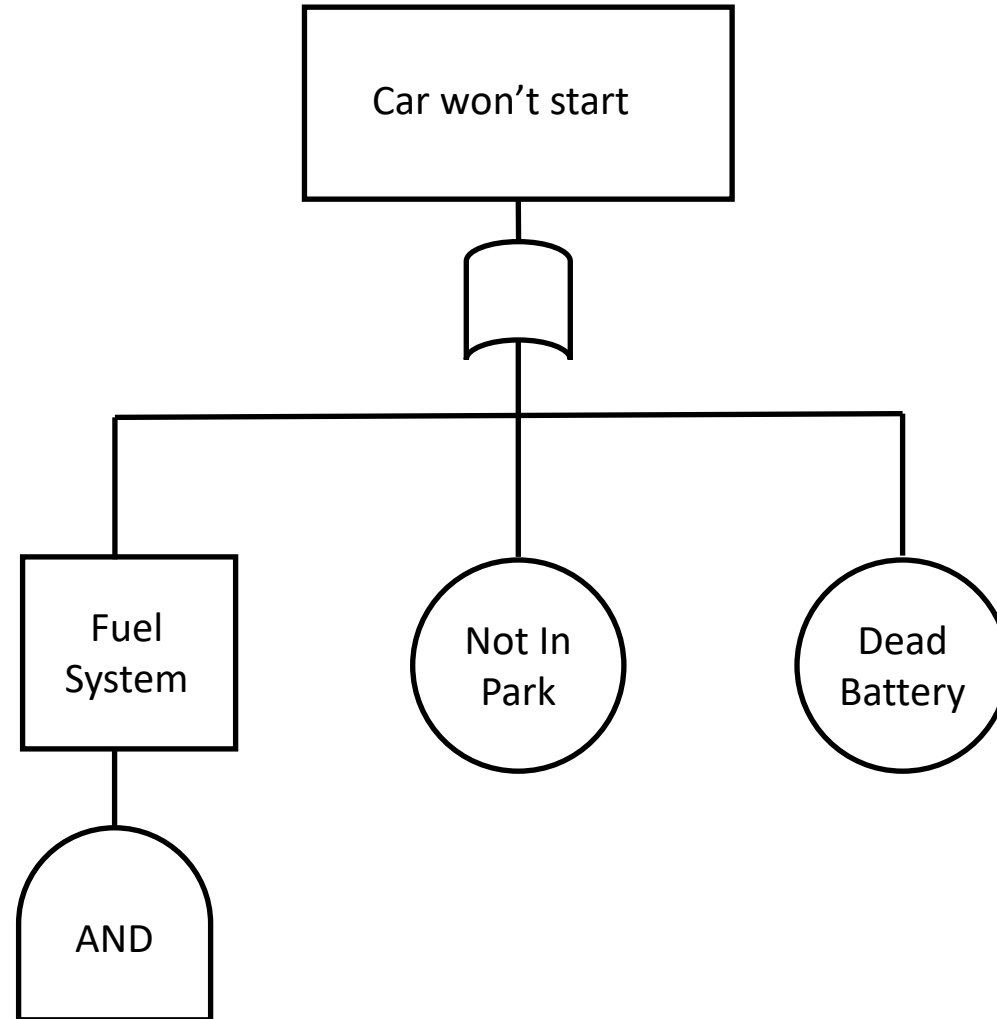 Car won’t start
Fuel
System
Not In
Park
Dead
Battery
AND